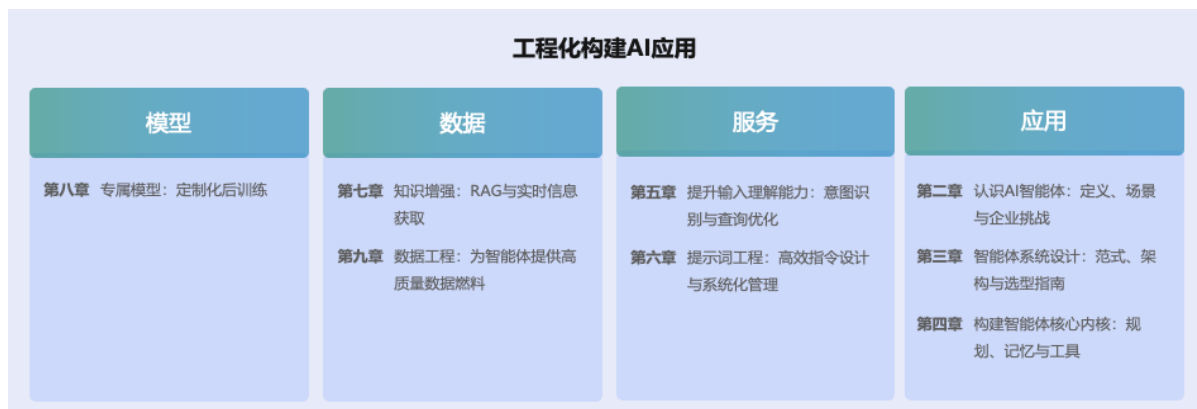 工程化构建AI应用
模型
第八章 专属模型：定制化后训练
数据
第七章 知识增强：RAG与实时信息
获取
第九章 数据工程：为智能体提供高
质量数据燃料
服务
第五章 提升输入理解能力：意图识
别与查询优化
第六章 提示词工程：高效指令设计
与系统化管理
应用
第二章 认识AI智能体：定义、场景
与企业挑战
第三章 智能体系统设计：范式、架
构与选型指南
第四章 构建智能体核心内核：规
划、记忆与工具